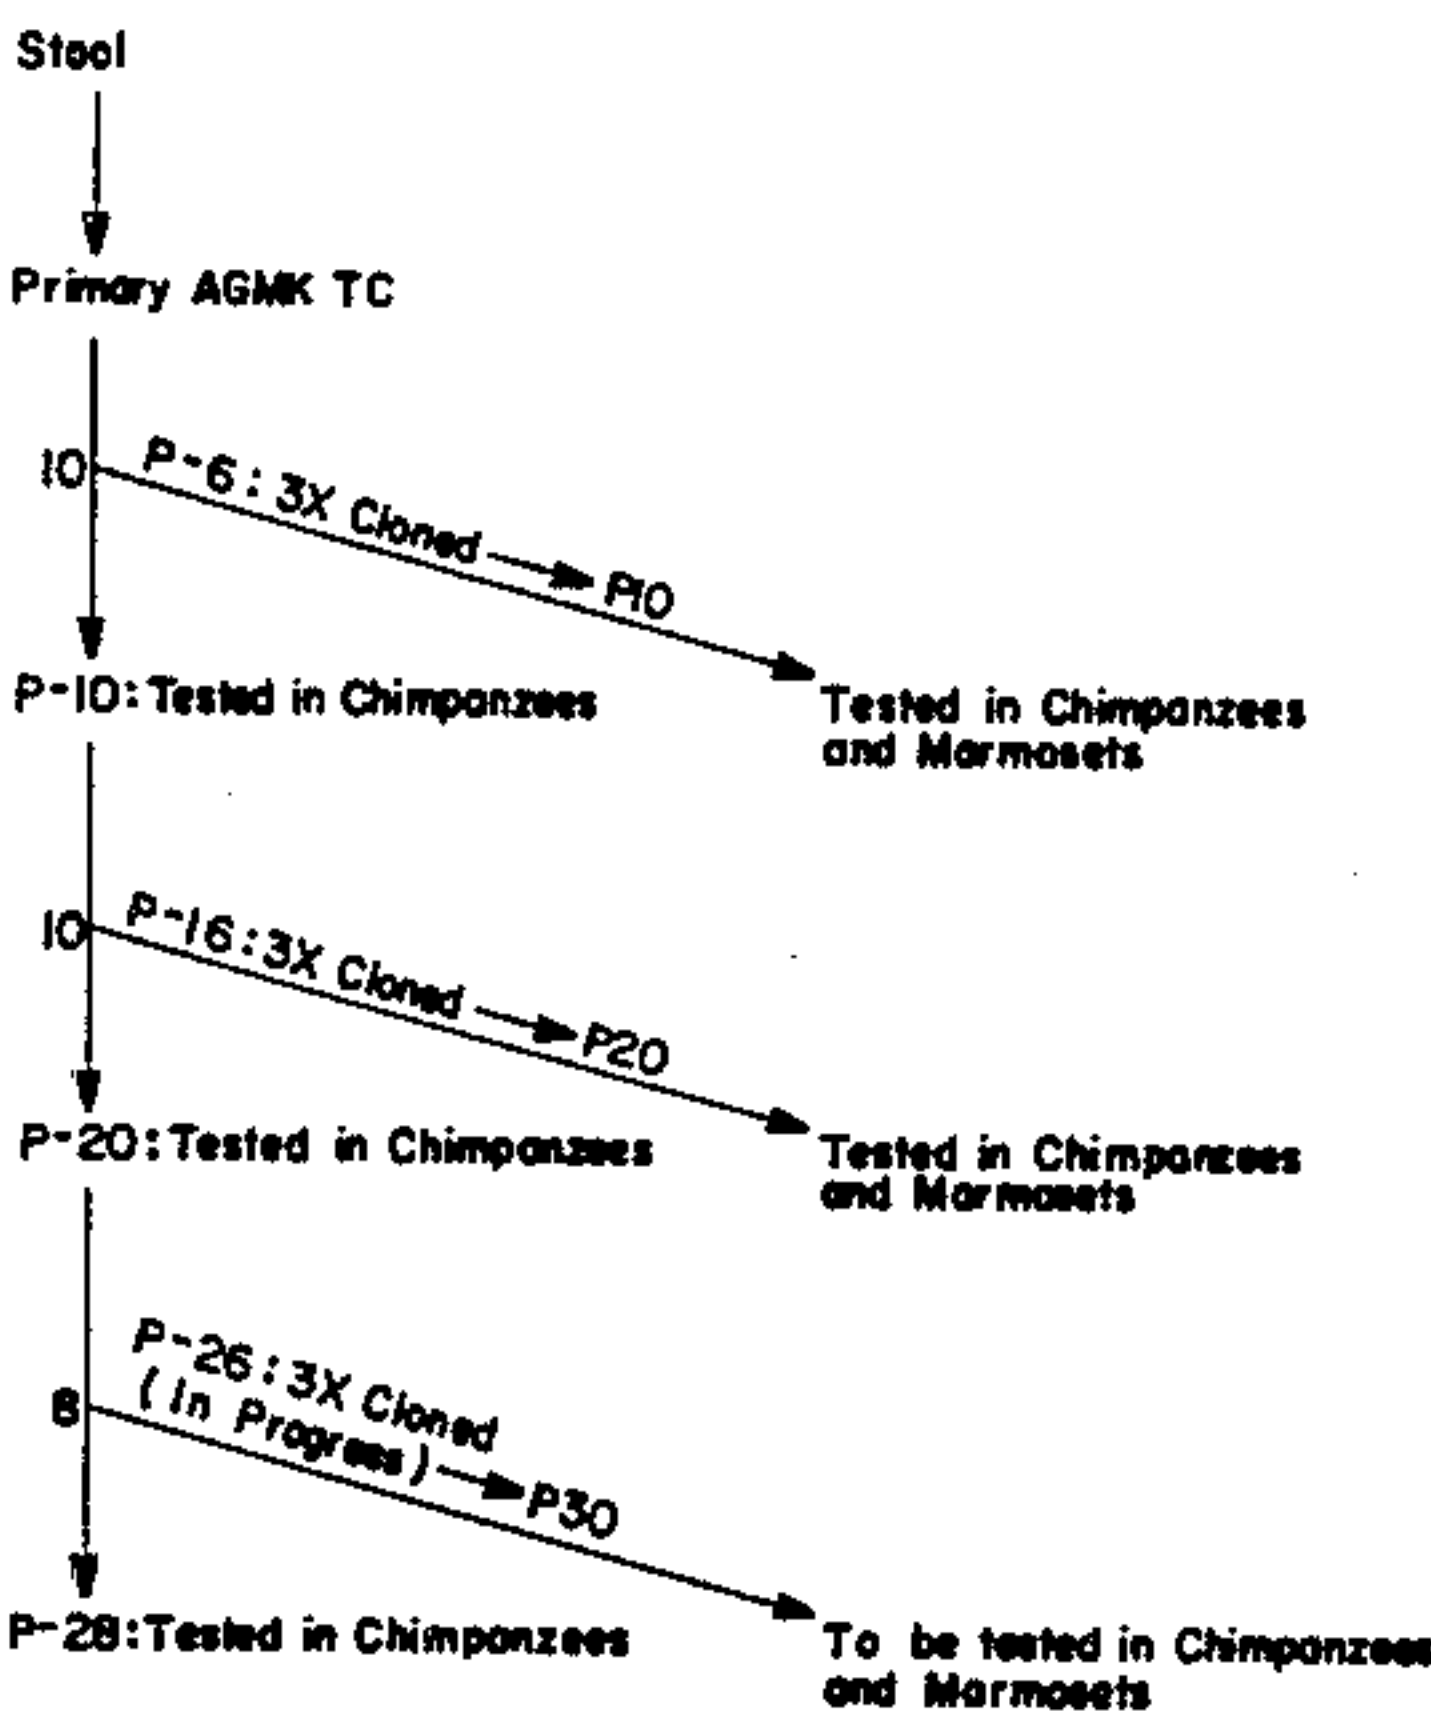 Stool
Primary AGMK TC
10
P-6: 3X Cloned → P10
P-10: Tested in Chimpanzees
Tested in Chimpanzees
and Marmosets
10
P-16: 3X Cloned → P20
P-20: Tested in Chimpanzees
Tested in Chimpanzees
and Marmosets
P-26: 3X Cloned
(In Progress) → P30
8
P-28: Tested in Chimpanzees
To be tested in Chimpanzees
and Marmosets